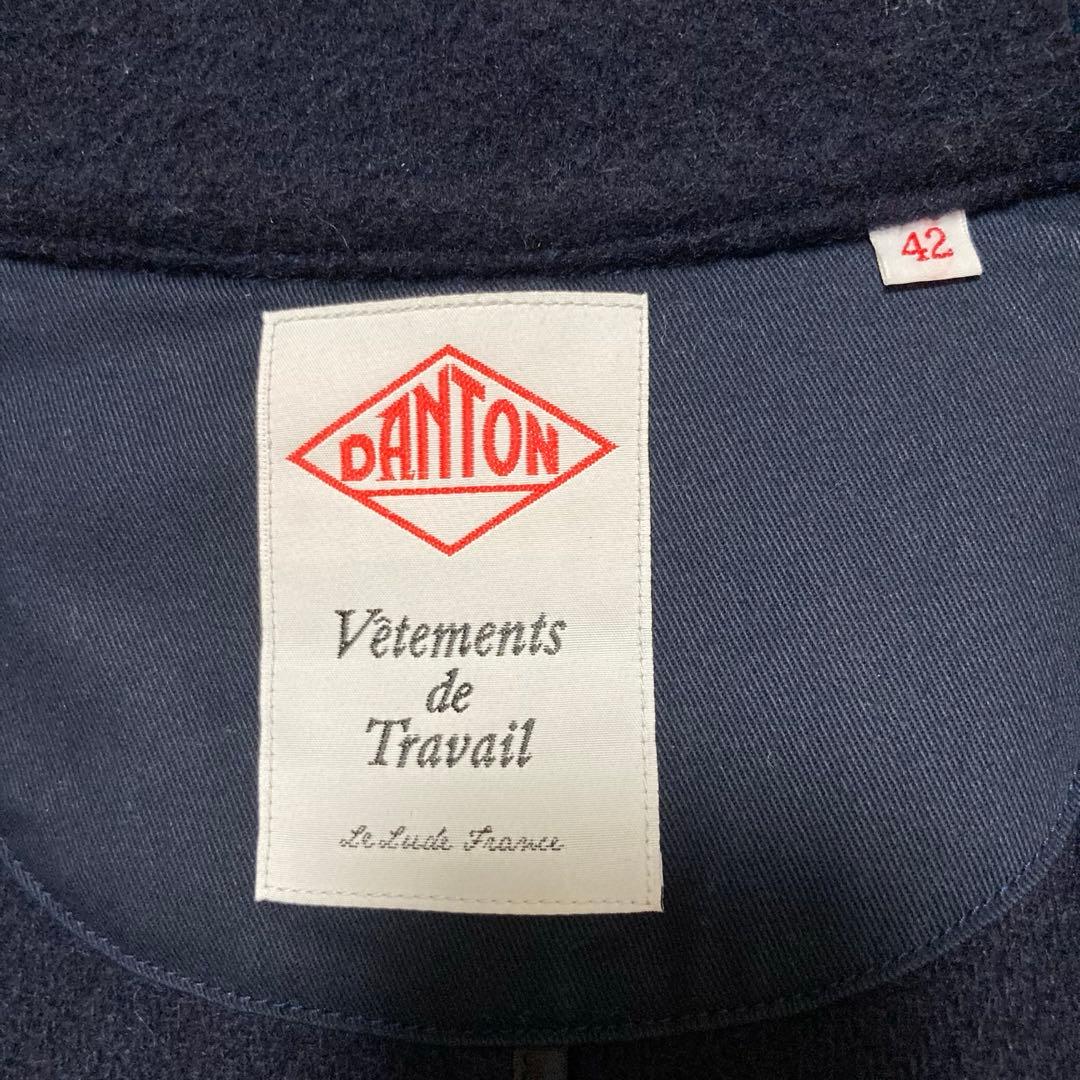 42
DANTON
Vêtements
de
Travail
Le Lude France